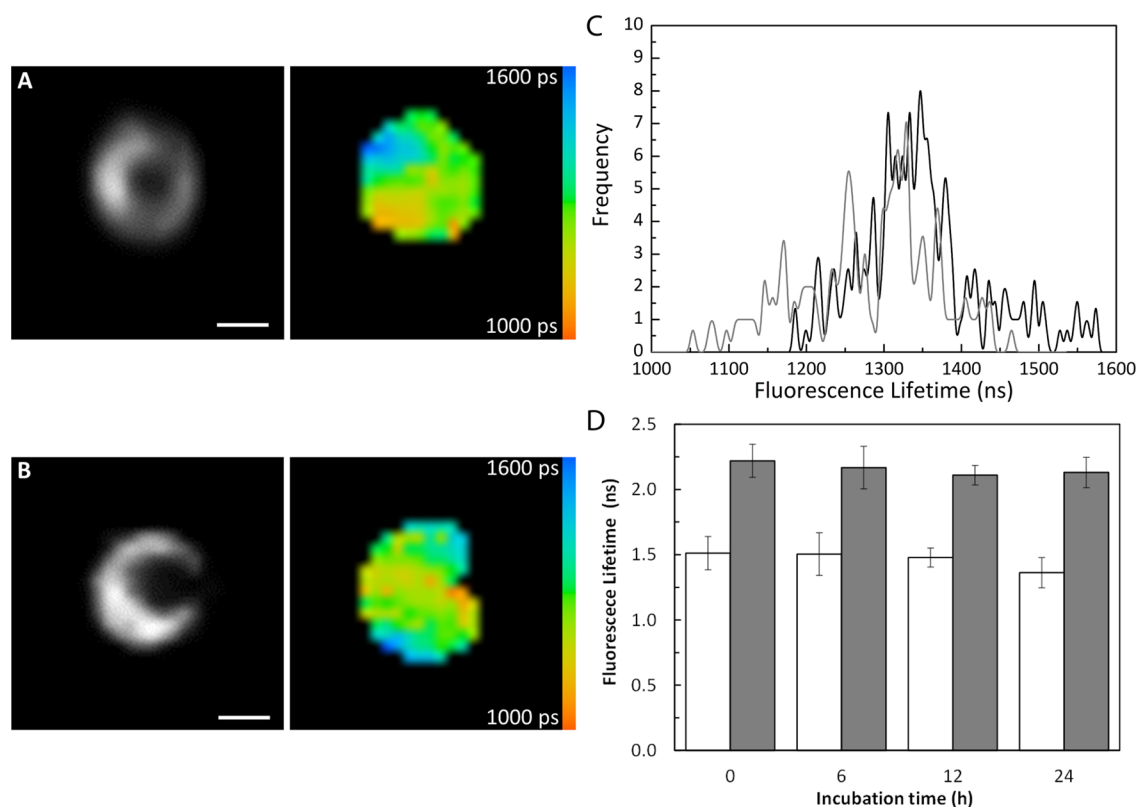 A
1600 ps
1000 ps
B
1600 ps
1000 ps
C
10
9
8
7
6
5
4
3
2
1
0
Frequency
1000 1100 1200 1300 1400 1500 1600
Fluorescence Lifetime (ns)
D
2.5
2.0
1.5
1.0
0.5
0.0
Fluorescece Lifetime (ns)
0 6 12 24
Incubation time (h)